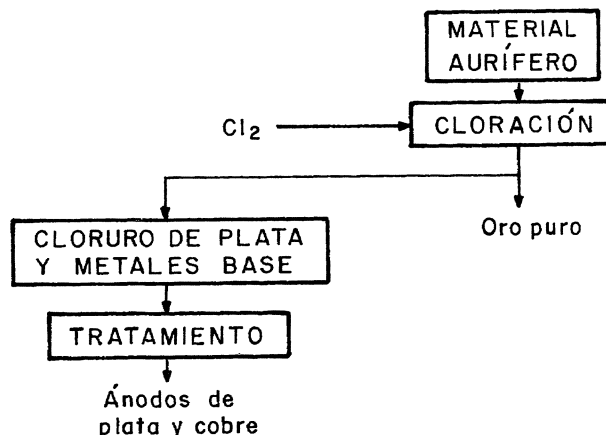 MATERIAL
AURÍFERO
Cl2
CLORACIÓN
Oro puro
CLORURO DE PLATA
Y METALES BASE
TRATAMIENTO
Ánodos de
plata y cobre